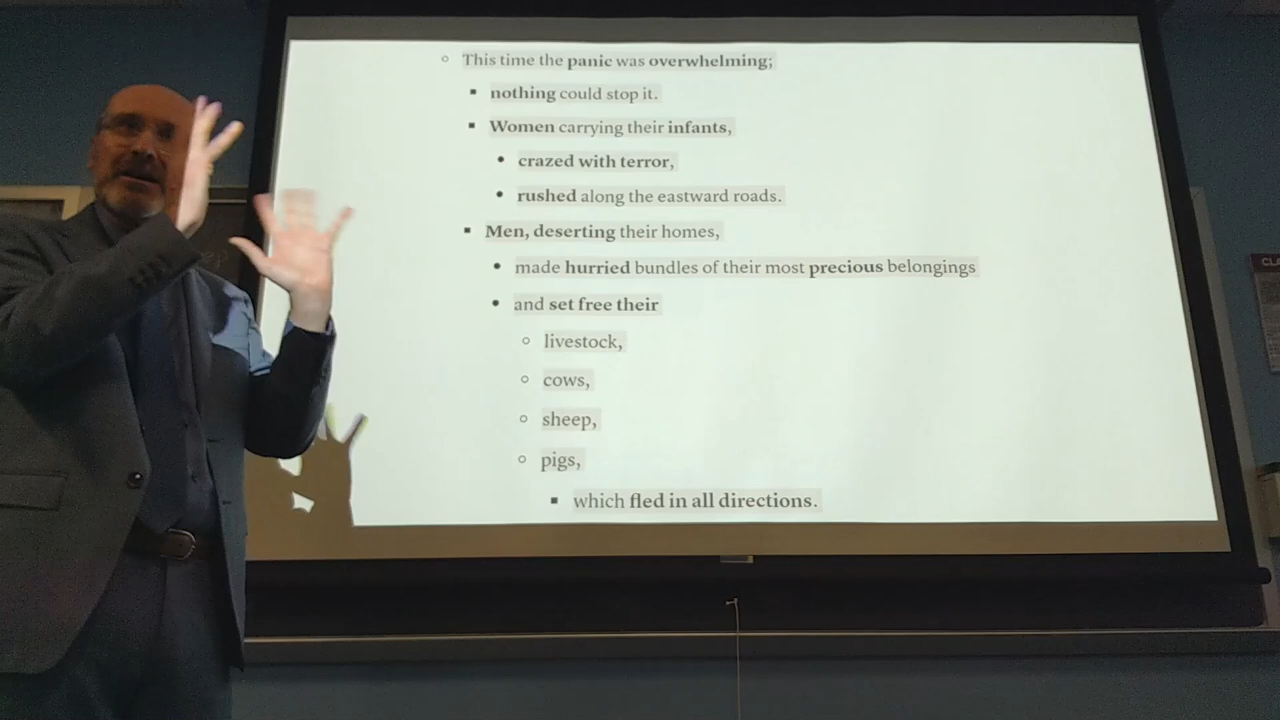 This time the panic was overwhelming;
nothing could stop it.
Women carrying their infants,
crazed with terror,
rushed along the eastward roads.
Men, deserting their homes,
made hurried bundles of their most precious belongings
and set free their
livestock,
cows,
sheep,
pigs,
which fled in all directions.